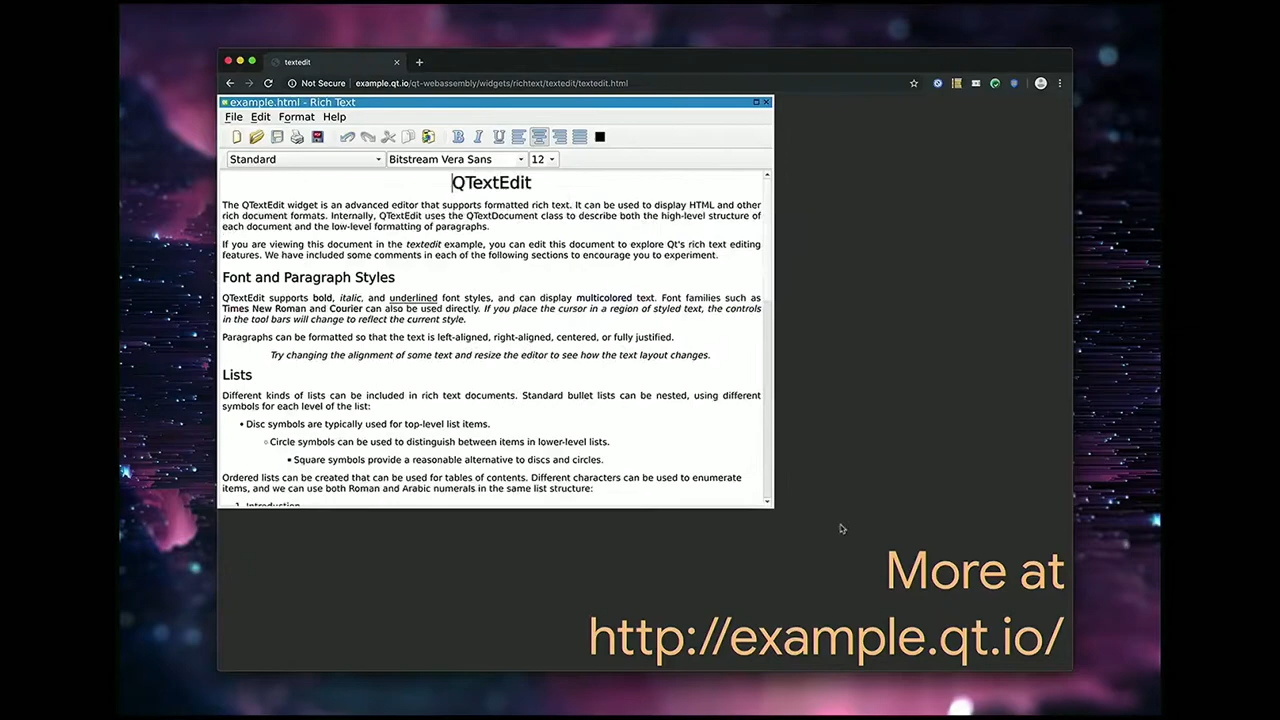 textedit
Not Secure | example.qt.io/qt-webassembly/widgets/richtext/textedit/textedit.html
example.html - Rich Text
File Edit Format Help
B I U
Standard Bitstream Vera Sans 12
QTextEdit
The QTextEdit widget is an advanced editor that supports formatted rich text. It can be used to display HTML and other
rich document formats. Internally, QTextEdit uses the QTextDocument class to describe both the high-level structure of
each document and the low-level formatting of paragraphs.
If you are viewing this document in the textedit example, you can edit this document to explore Qt's rich text editing
features. We have included some comments in each of the following sections to encourage you to experiment.
Font and Paragraph Styles
QTextEdit supports bold, italic, and underlined font styles, and can display multicolored text. Font families such as
Times New Roman and Courier can also be used directly. If you place the cursor in a region of styled text, the controls
in the tool bars will change to reflect the current style.
Paragraphs can be formatted so that the text is left-aligned, right-aligned, centered, or fully justified.
Try changing the alignment of some text and resize the editor to see how the text layout changes.
Lists
Different kinds of lists can be included in rich text documents. Standard bullet lists can be nested, using different
symbols for each level of the list:
• Disc symbols are typically used for top-level list items.
◦ Circle symbols can be used to distinguish between items in lower-level lists.
▪ Square symbols provide a reasonable alternative to discs and circles.
Ordered lists can be created that can be used for tables of contents. Different characters can be used to enumerate
items, and we can use both Roman and Arabic numerals in the same list structure:
1. Introduction
More at
http://example.qt.io/